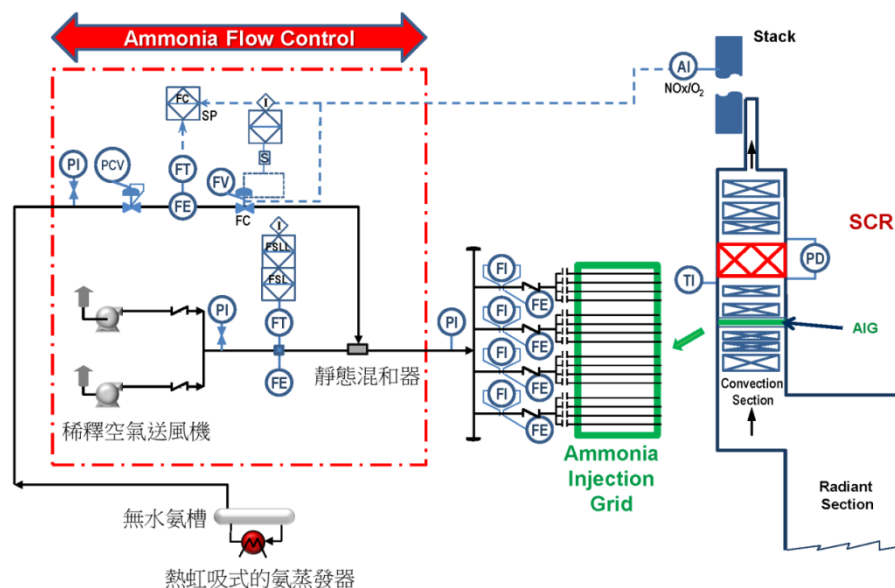 Ammonia Flow Control
Stack
AI
NOx/O₂
FC
SP
I
S
PI
PCV
FT
FE
FV
FC
I
FSLL
FSL
FT
FE
PI
PI
靜態混和器
稀釋空氣送風機
無水氨槽
熱虹吸式的氨蒸發器
FI
FE
FI
FE
FI
FE
FI
FE
Ammonia
Injection
Grid
SCR
PD
TI
AIG
Convection
Section
Radiant
Section